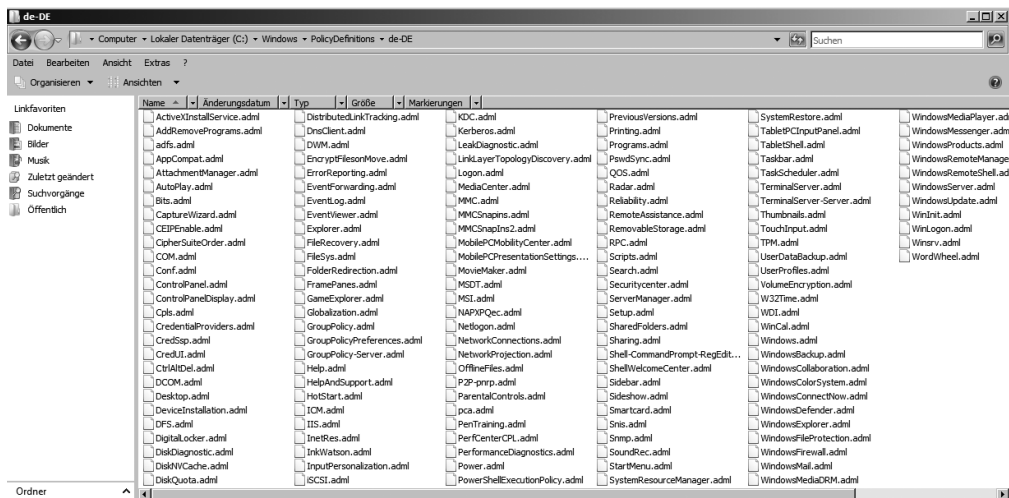 de-DE
Computer Lokaler Datenträger (C:) Windows PolicyDefinitions de-DE
Suchen
Datei Bearbeiten Ansicht Extras ?
Organisieren Ansichten
Linkfavoriten
Dokumente
Bilder
Musik
Zuletzt geändert
Suchvorgänge
Öffentlich
Ordner
Name Änderungsdatum Typ Größe Markierungen
ActiveXInstallService.adml
AddRemovePrograms.adml
adfs.adml
AppCompat.adml
AttachmentManager.adml
AutoPlay.adml
Bits.adml
CaptureWizard.adml
CEIPEnable.adml
CipherSuiteOrder.adml
COM.adml
Conf.adml
ControlPanel.adml
ControlPanelDisplay.adml
Cpls.adml
CredentialProviders.adml
CredSsp.adml
CredUI.adml
CtrlAltDel.adml
DCOM.adml
Desktop.adml
DeviceInstallation.adml
DFS.adml
DigitalLocker.adml
DiskDiagnostic.adml
DiskNVCache.adml
DiskQuota.adml
DistributedLinkTracking.adml
DnsClient.adml
DWM.adml
EncryptFilesonMove.adml
ErrorReporting.adml
EventForwarding.adml
EventLog.adml
EventViewer.adml
Explorer.adml
FileRecovery.adml
FileSys.adml
FolderRedirection.adml
FramePanes.adml
GameExplorer.adml
Globalization.adml
GroupPolicy.adml
GroupPolicyPreferences.adml
GroupPolicy-Server.adml
Help.adml
HelpAndSupport.adml
HotStart.adml
ICM.adml
IIS.adml
InetRes.adml
InkWatson.adml
InputPersonalization.adml
iSCSI.adml
KDC.adml
Kerberos.adml
LeakDiagnostic.adml
LinkLayerTopologyDiscovery.adml
Logon.adml
MediaCenter.adml
MMC.adml
MMCSnapins.adml
MMCSnapIns2.adml
MobilePCMobilityCenter.adml
MobilePCPresentationSettings....
MovieMaker.adml
MSDT.adml
MSI.adml
NAPXPQec.adml
Netlogon.adml
NetworkConnections.adml
NetworkProjection.adml
OfflineFiles.adml
P2P-pnrp.adml
ParentalControls.adml
pca.adml
PenTraining.adml
PerfCenterCPL.adml
PerformanceDiagnostics.adml
Power.adml
PowerShellExecutionPolicy.adml
PreviousVersions.adml
Printing.adml
Programs.adml
PswdSync.adml
QOS.adml
Radar.adml
Reliability.adml
RemoteAssistance.adml
RemovableStorage.adml
RPC.adml
Scripts.adml
Search.adml
Securitycenter.adml
ServerManager.adml
Setup.adml
SharedFolders.adml
Sharing.adml
Shell-CommandPrompt-RegEdit...
ShellWelcomeCenter.adml
Sidebar.adml
Sideshow.adml
Smartcard.adml
Snis.adml
Snmp.adml
SoundRec.adml
StartMenu.adml
SystemResourceManager.adml
SystemRestore.adml
TabletPCInputPanel.adml
TabletShell.adml
Taskbar.adml
TaskScheduler.adml
TerminalServer.adml
TerminalServer-Server.adml
Thumbnails.adml
TouchInput.adml
TPM.adml
UserDataBackup.adml
UserProfiles.adml
VolumeEncryption.adml
W32Time.adml
WDI.adml
WinCal.adml
Windows.adml
WindowsBackup.adml
WindowsCollaboration.adml
WindowsColorSystem.adml
WindowsConnectNow.adml
WindowsDefender.adml
WindowsExplorer.adml
WindowsFileProtection.adml
WindowsFirewall.adml
WindowsMail.adml
WindowsMediaDRM.adml
WindowsMediaPlayer.ad
WindowsMessenger.adm
WindowsProducts.adml
WindowsRemoteManage
WindowsRemoteShell.ad
WindowsServer.adml
WindowsUpdate.adml
WinInit.adml
WinLogon.adml
Winsrv.adml
WordWheel.adml